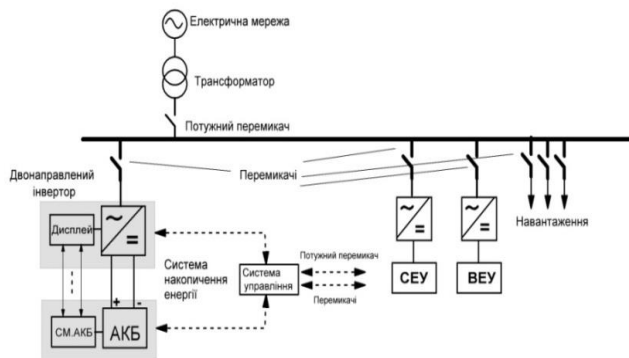 Електрична мережа
Трансформатор
Потужний перемикач
Двонаправлений
інвертор
Перемикачі
Навантаження
Дисплей
~
=
~
=
~
=
СЕУ
ВЕУ
Система
накопичення
енергії
Система
управління
Потужний перемикач
Перемикачі
+
-
СМ.АКБ
АКБ